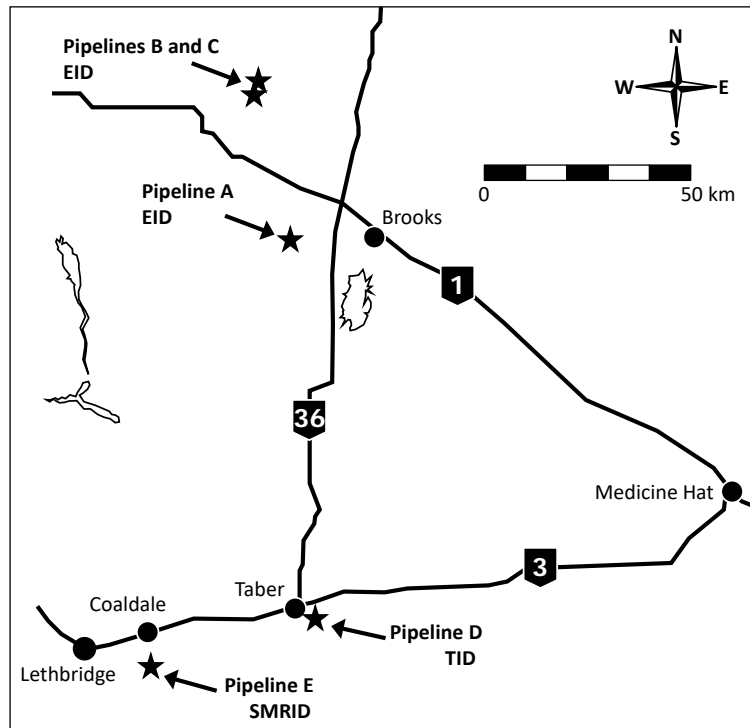 Pipelines B and C
EID
N
W
E
S
0
50 km
Pipeline A
EID
Brooks
1
36
Medicine Hat
3
Taber
Coaldale
Pipeline D
TID
Lethbridge
Pipeline E
SMRID